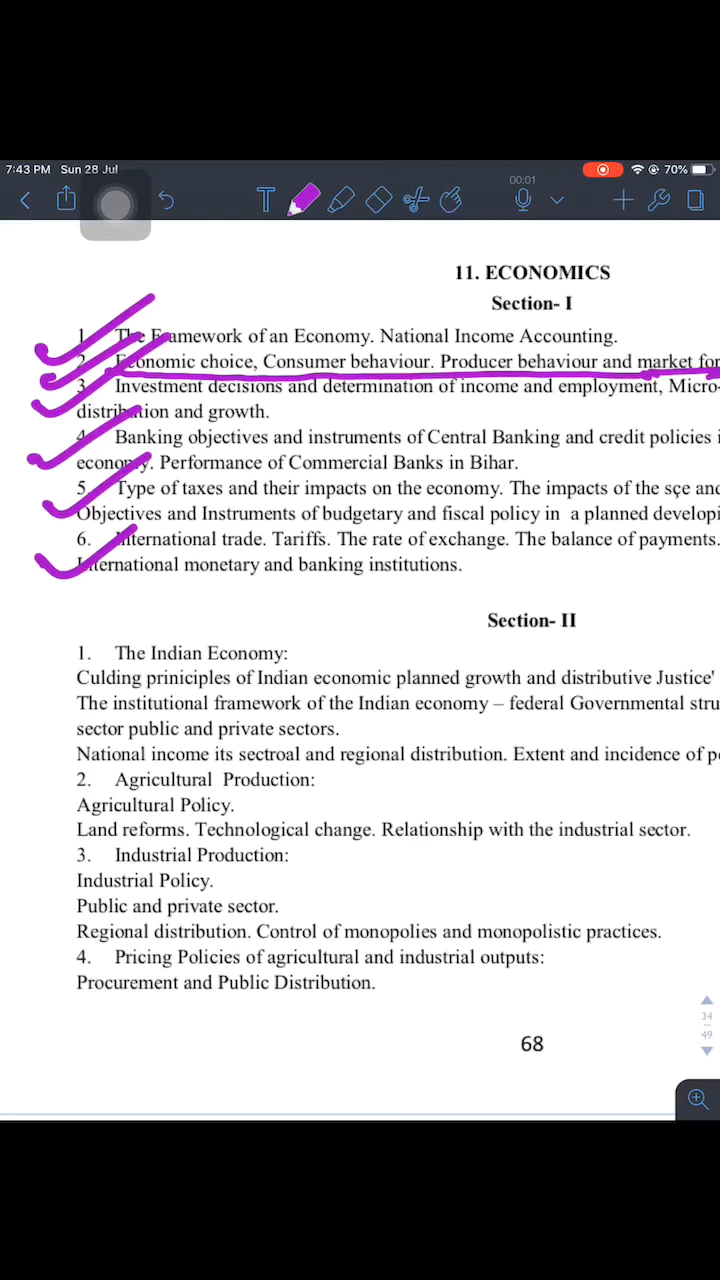 7:43 PM Sun 28 Jul
70%
00:01
11. ECONOMICS
Section- I
1. The Framework of an Economy. National Income Accounting.
2. Economic choice, Consumer behaviour. Producer behaviour and market for
3. Investment decisions and determination of income and employment, Micro-
distribution and growth.
4. Banking objectives and instruments of Central Banking and credit policies i
economy. Performance of Commercial Banks in Bihar.
5. Type of taxes and their impacts on the economy. The impacts of the sçe and
Objectives and Instruments of budgetary and fiscal policy in a planned developi
6. International trade. Tariffs. The rate of exchange. The balance of payments.
International monetary and banking institutions.
Section- II
1. The Indian Economy:
Culding priniciples of Indian economic planned growth and distributive Justice'
The institutional framework of the Indian economy – federal Governmental stru
sector public and private sectors.
National income its sectroal and regional distribution. Extent and incidence of po
2. Agricultural Production:
Agricultural Policy.
Land reforms. Technological change. Relationship with the industrial sector.
3. Industrial Production:
Industrial Policy.
Public and private sector.
Regional distribution. Control of monopolies and monopolistic practices.
4. Pricing Policies of agricultural and industrial outputs:
Procurement and Public Distribution.
34
49
68